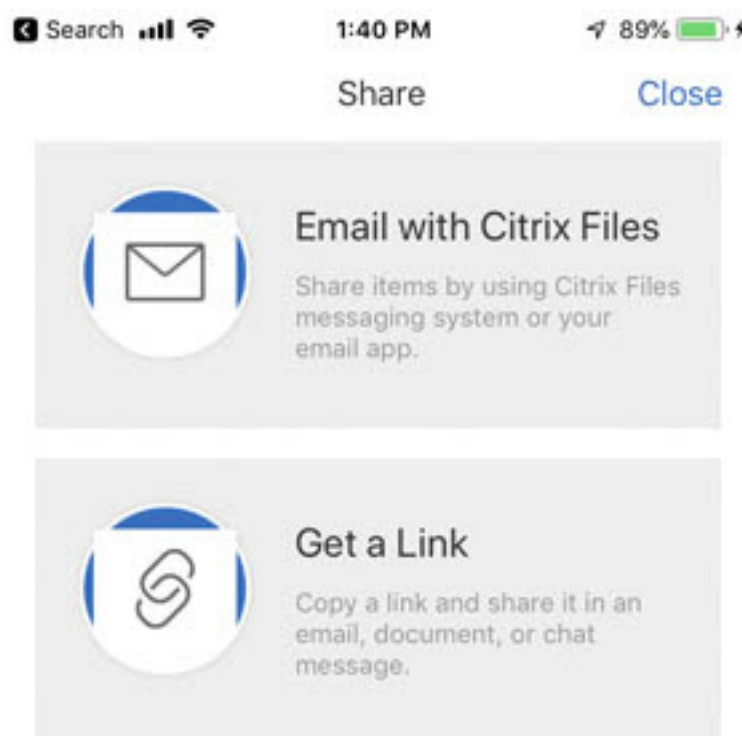 Search 1:40 PM 89%
Share Close
Email with Citrix Files
Share items by using Citrix Files
messaging system or your
email app.
Get a Link
Copy a link and share it in an
email, document, or chat
message.